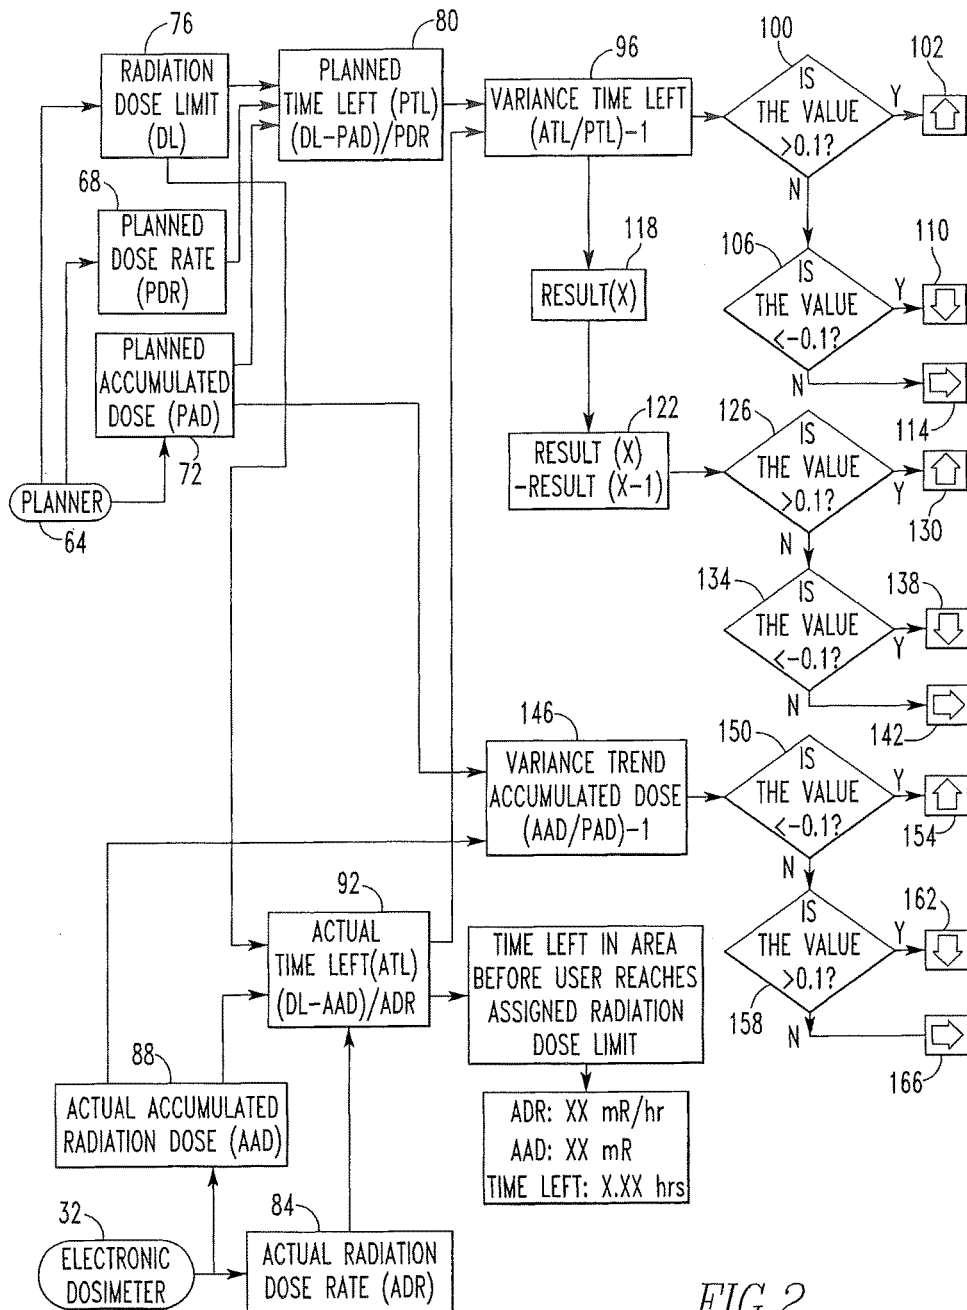 76
RADIATION
DOSE LIMIT
(DL)
80
PLANNED
TIME LEFT (PTL)
(DL-PAD)/PDR
96
VARIANCE TIME LEFT
(ATL/PTL)-1
100
IS
THE VALUE
>0.1?
Y
N
102
68
PLANNED
DOSE RATE
(PDR)
118
RESULT(X)
106
IS
THE VALUE
<-0.1?
Y
N
110
114
PLANNED
ACCUMULATED
DOSE (PAD)
72
PLANNER
64
122
RESULT (X)
-RESULT (X-1)
126
IS
THE VALUE
>0.1?
Y
N
130
134
IS
THE VALUE
<-0.1?
Y
N
138
142
146
VARIANCE TREND
ACCUMULATED DOSE
(AAD/PAD)-1
150
IS
THE VALUE
<-0.1?
Y
N
154
92
ACTUAL
TIME LEFT(ATL)
(DL-AAD)/ADR
TIME LEFT IN AREA
BEFORE USER REACHES
ASSIGNED RADIATION
DOSE LIMIT
IS
THE VALUE
>0.1?
158
Y
N
162
166
88
ACTUAL ACCUMULATED
RADIATION DOSE (AAD)
ADR: XX mR/hr
AAD: XX mR
TIME LEFT: X.XX hrs
32
ELECTRONIC
DOSIMETER
84
ACTUAL RADIATION
DOSE RATE (ADR)
FIG.2